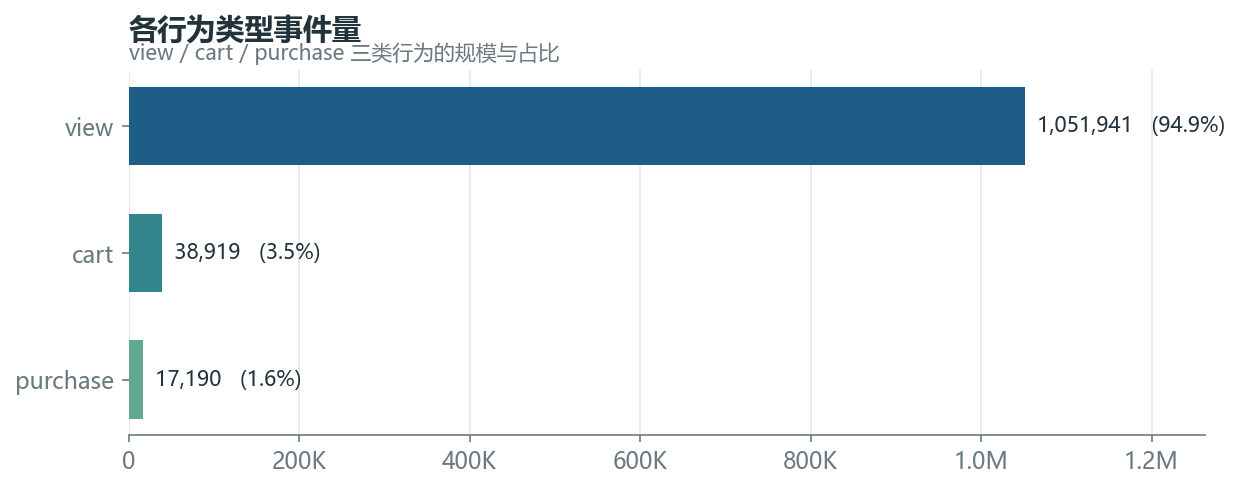 各行为类型事件量
view / cart / purchase 三类行为的规模与占比
view 1,051,941 (94.9%)
cart 38,919 (3.5%)
purchase 17,190 (1.6%)
0 200K 400K 600K 800K 1.0M 1.2M